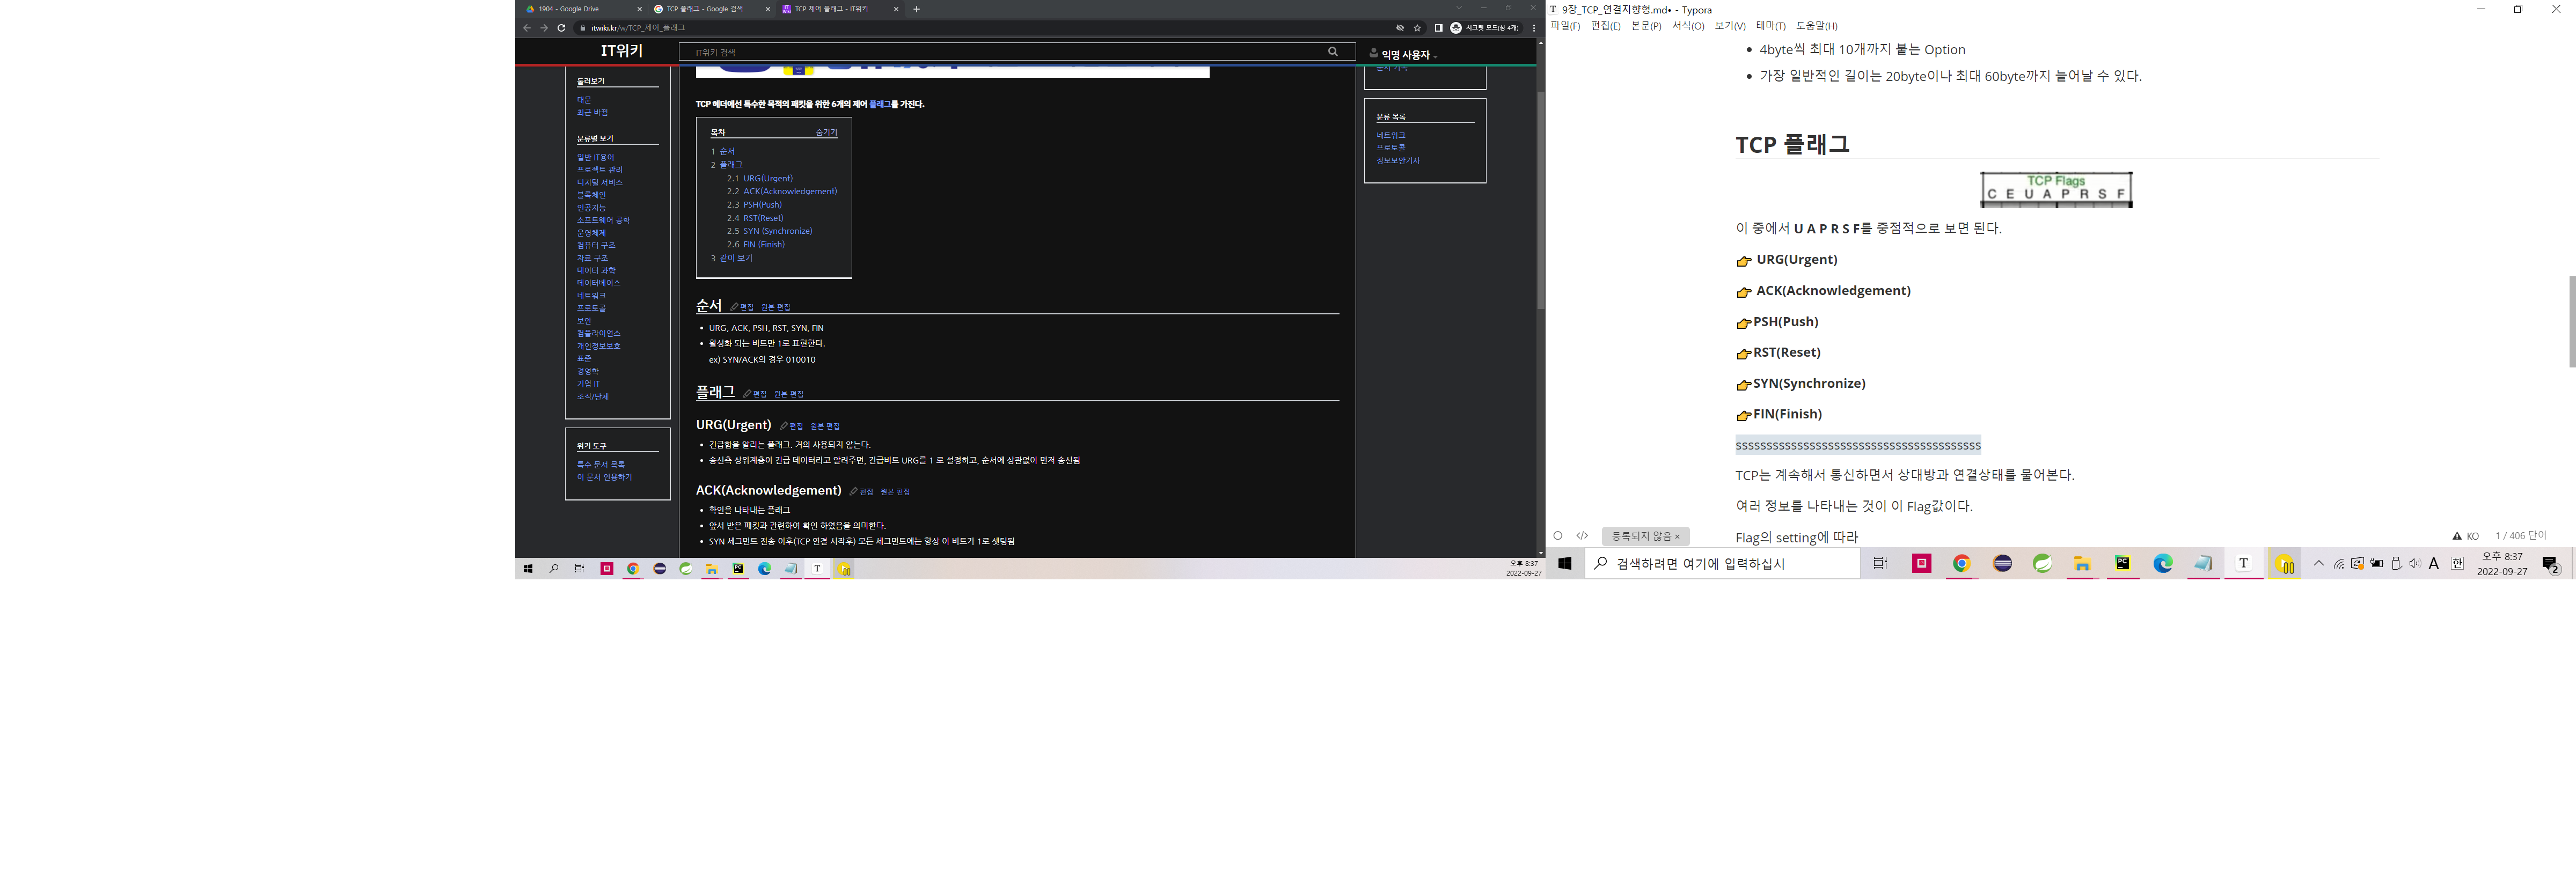 1904 - Google Drive
TCP 플래그 - Google 검색
TCP 제어 플래그 - IT위키
itwiki.kr/w/TCP_제어_플래그
시크릿 모드(창 4개)
IT위키
IT위키 검색
익명 사용자
둘러보기
대문
최근 바뀜
분류별 보기
일반 IT용어
프로젝트 관리
디지털 서비스
블록체인
인공지능
소프트웨어 공학
운영체제
컴퓨터 구조
자료 구조
데이터 과학
데이터베이스
네트워크
프로토콜
보안
컴플라이언스
개인정보보호
표준
경영학
기업 IT
조직/단체
위키 도구
특수 문서 목록
이 문서 인용하기
TCP 헤더에선 특수한 목적의 패킷을 위한 6개의 제어 플래그를 가진다.
목차 숨기기
1 순서
2 플래그
2.1 URG(Urgent)
2.2 ACK(Acknowledgement)
2.3 PSH(Push)
2.4 RST(Reset)
2.5 SYN (Synchronize)
2.6 FIN (Finish)
3 같이 보기
순서 편집 원본 편집
• URG, ACK, PSH, RST, SYN, FIN
• 활성화 되는 비트만 1로 표현한다.
ex) SYN/ACK의 경우 010010
플래그 편집 원본 편집
URG(Urgent) 편집 원본 편집
• 긴급함을 알리는 플래그. 거의 사용되지 않는다.
• 송신측 상위계층이 긴급 데이터라고 알려주면, 긴급비트 URG를 1 로 설정하고, 순서에 상관없이 먼저 송신됨
ACK(Acknowledgement) 편집 원본 편집
• 확인을 나타내는 플래그
• 앞서 받은 패킷과 관련하여 확인 하였음을 의미한다.
• SYN 세그먼트 전송 이후(TCP 연결 시작후) 모든 세그먼트에는 항상 이 비트가 1로 셋팅됨
분류 목록
네트워크
프로토콜
정보보안기사
오후 8:37
2022-09-27
9장_TCP_연결지향형.md• - Typora
파일(F) 편집(E) 본문(P) 서식(O) 보기(V) 테마(T) 도움말(H)
• 4byte씩 최대 10개까지 붙는 Option
• 가장 일반적인 길이는 20byte이나 최대 60byte까지 늘어날 수 있다.
TCP 플래그
TCP Flags
C E U A P R S F
이 중에서 U A P R S F를 중점적으로 보면 된다.
👉 URG(Urgent)
👉 ACK(Acknowledgement)
👉PSH(Push)
👉RST(Reset)
👉SYN(Synchronize)
👉FIN(Finish)
ssssssssssssssssssssssssssssssssssssssss
TCP는 계속해서 통신하면서 상대방과 연결상태를 물어본다.
여러 정보를 나타내는 것이 이 Flag값이다.
Flag의 setting에 따라
등록되지 않음 ×
KO
1 / 406 단어
검색하려면 여기에 입력하십시
A 한
오후 8:37
2022-09-27
2